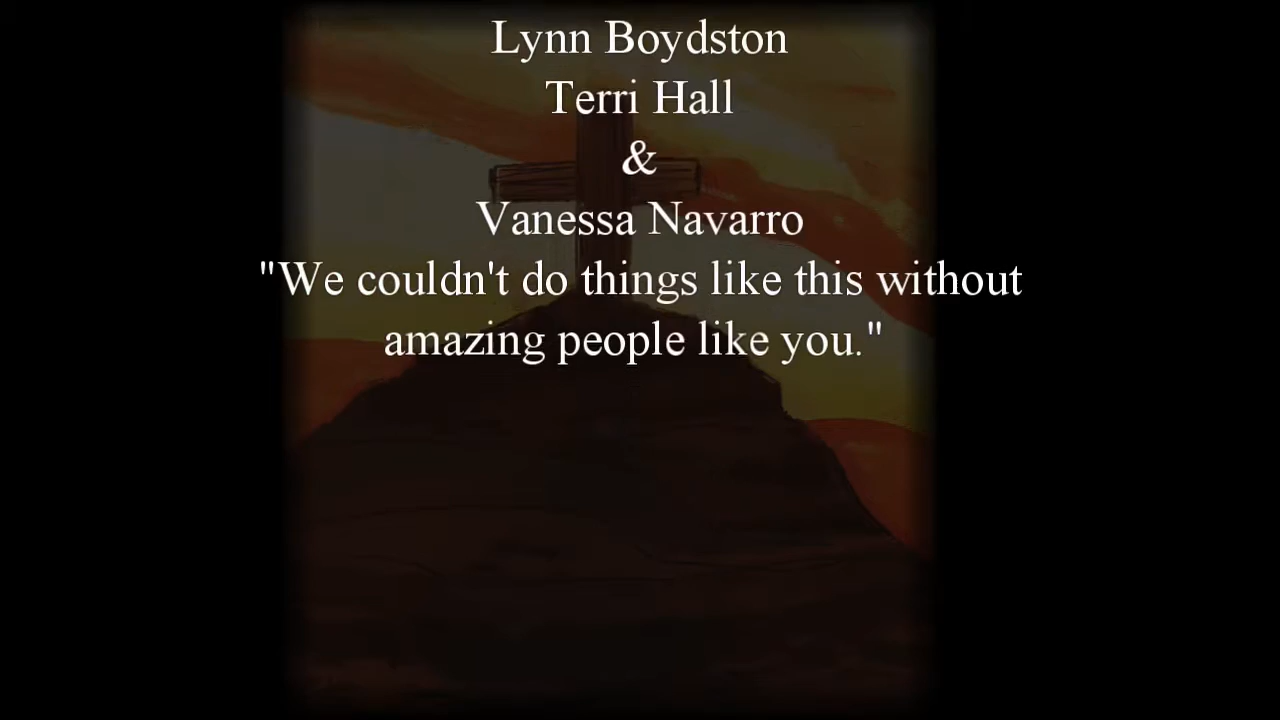 Lynn Boydston
Terri Hall
&
Vanessa Navarro
"We couldn't do things like this without
amazing people like you."